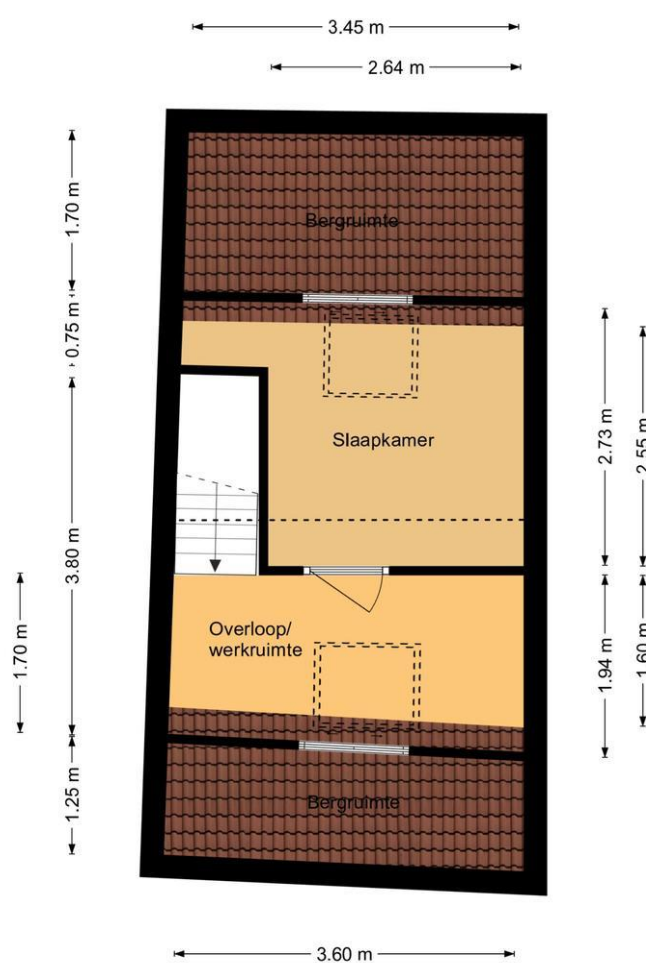 3.45 m
2.64 m
1.70 m
Bergruimte
0.75 m
Slaapkamer
2.73 m
2.55 m
3.80 m
1.70 m
Overloop/
werkruimte
1.94 m
1.60 m
1.25 m
Bergruimte
3.60 m